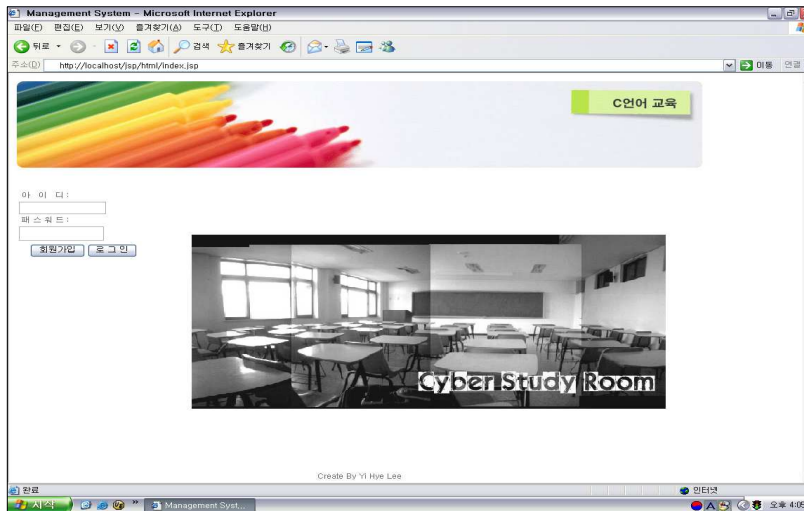 Management System - Microsoft Internet Explorer
파일(F) 편집(E) 보기(V) 즐겨찾기(A) 도구(T) 도움말(H)
뒤로 검색 즐겨찾기
주소(D) http://localhost/jsp/html/index.jsp 이동 연결
C언어 교육
아 이 디 :
패 스 워 드 :
회원가입 로 그 인
Cyber Study Room
Create By Yi Hye Lee
완료 인터넷
시작 » Management Syst... A 오후 4:05